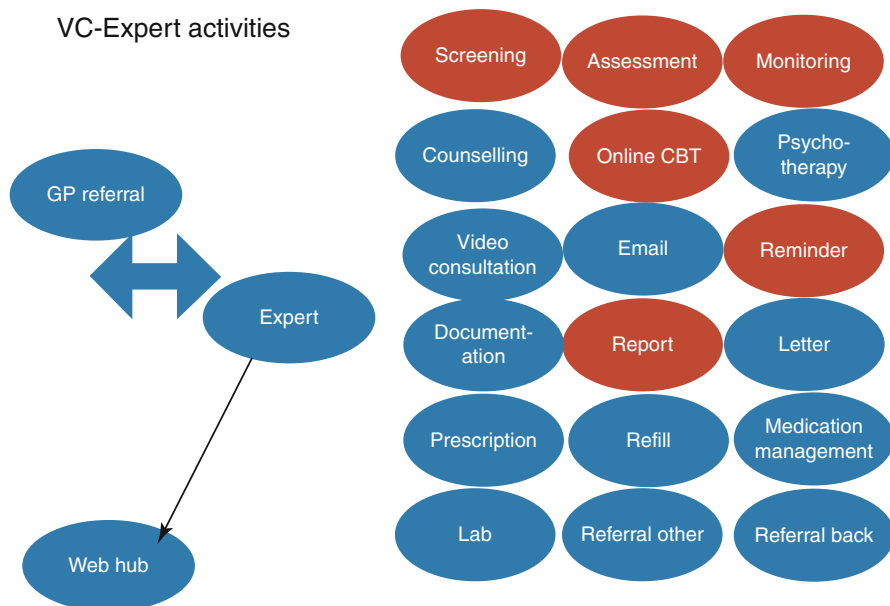 VC-Expert activities
Screening
Assessment
Monitoring
Counselling
Online CBT
Psycho-
therapy
GP referral
Video
consultation
Email
Reminder
Expert
Document-
ation
Report
Letter
Prescription
Refill
Medication
management
Web hub
Lab
Referral other
Referral back